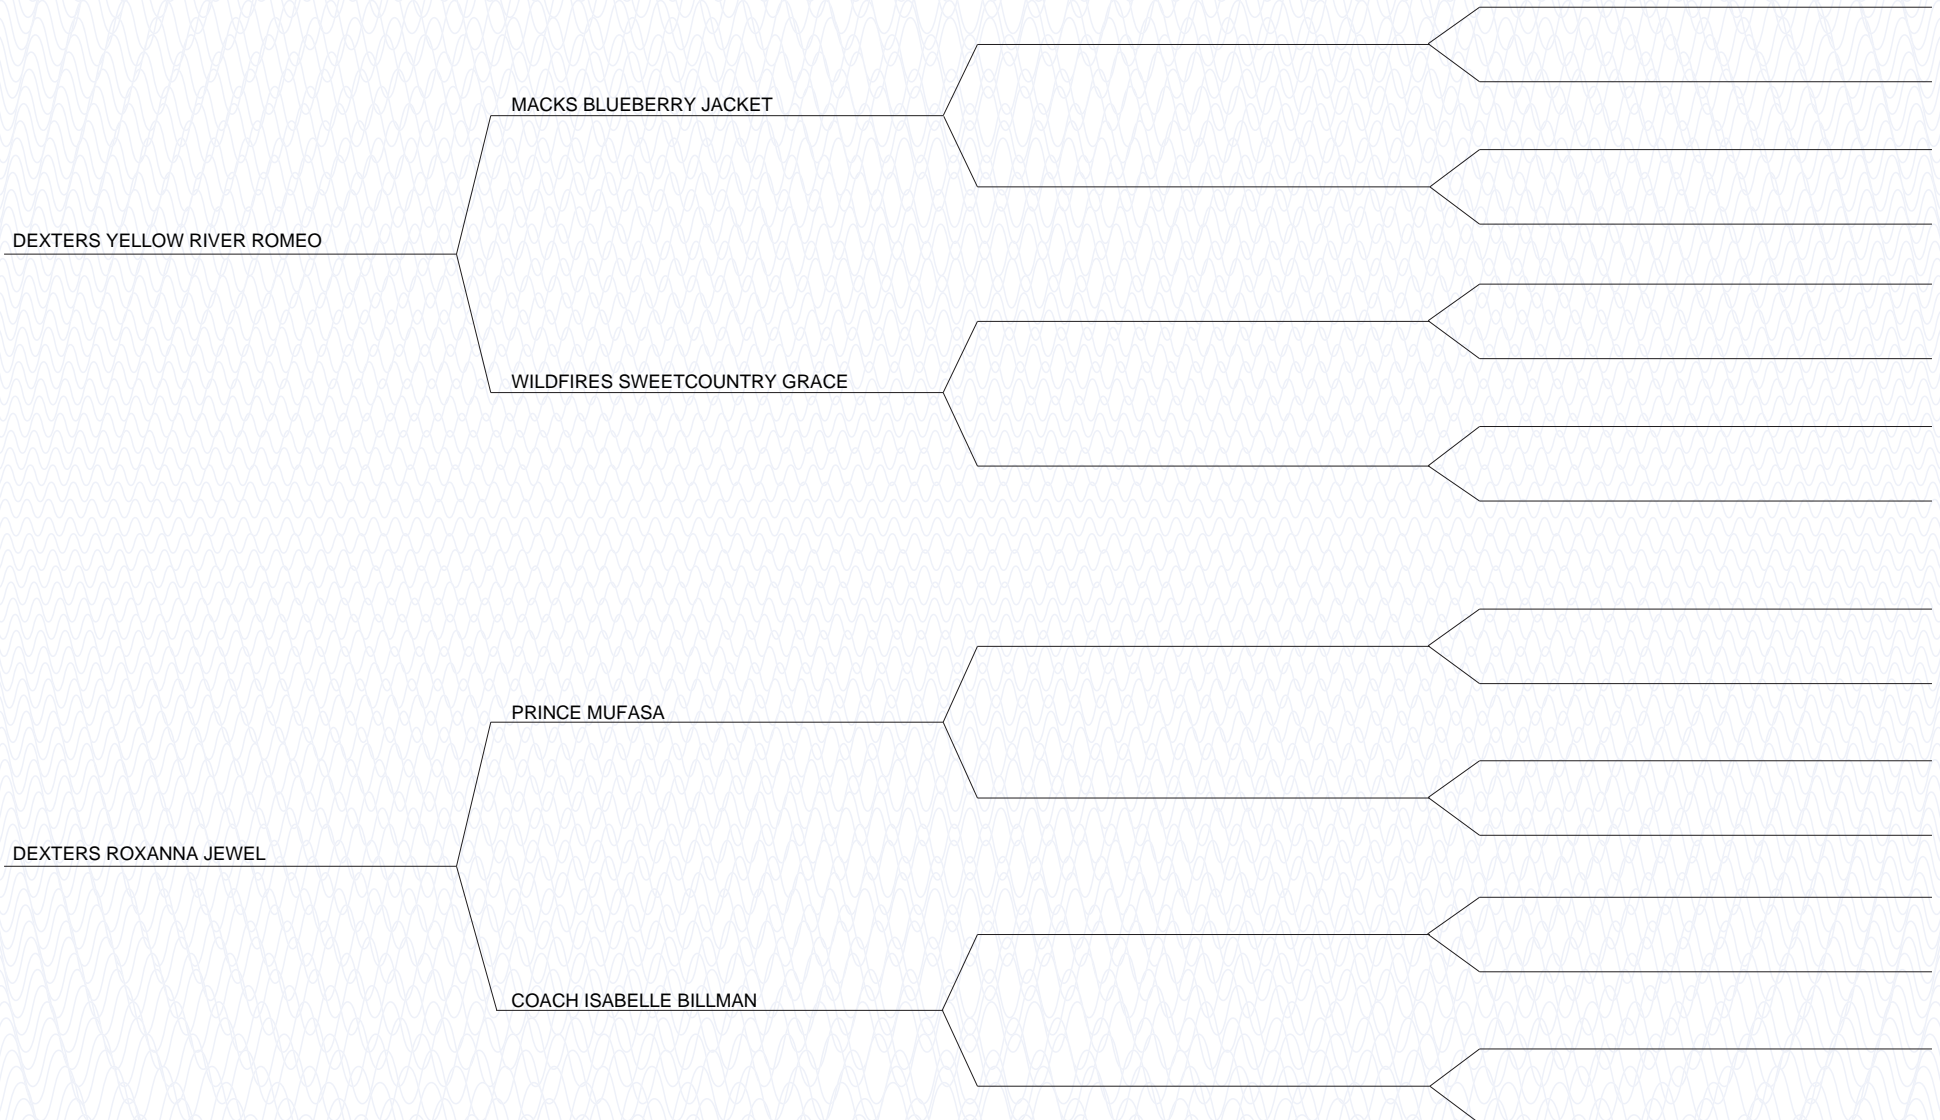 MACKS BLUEBERRY JACKET
DEXTERS YELLOW RIVER ROMEO
WILDFIRES SWEETCOUNTRY GRACE
PRINCE MUFASA
DEXTERS ROXANNA JEWEL
COACH ISABELLE BILLMAN